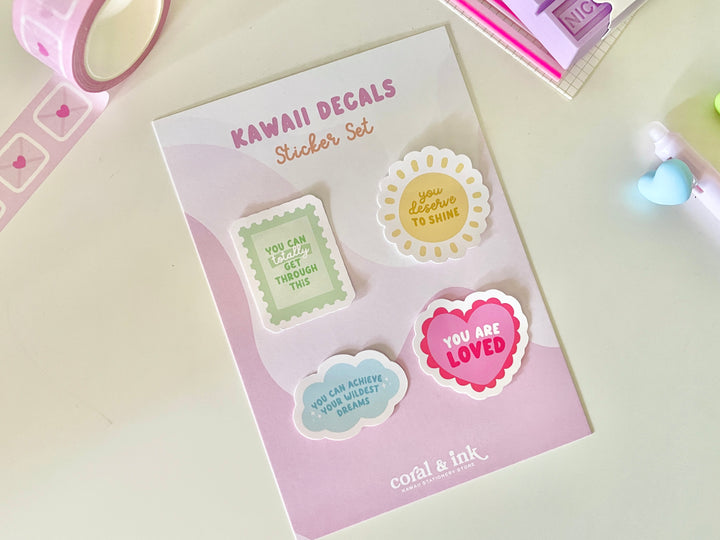 KAWAII DECALS
Sticker Set
you
deserve
TO SHINE
YOU CAN
totally
GET
THROUGH
THIS
YOU ARE
LOVED
YOU CAN ACHIEVE
YOUR WILDEST
DREAMS
coral & ink
KAWAII STATIONERY STORE